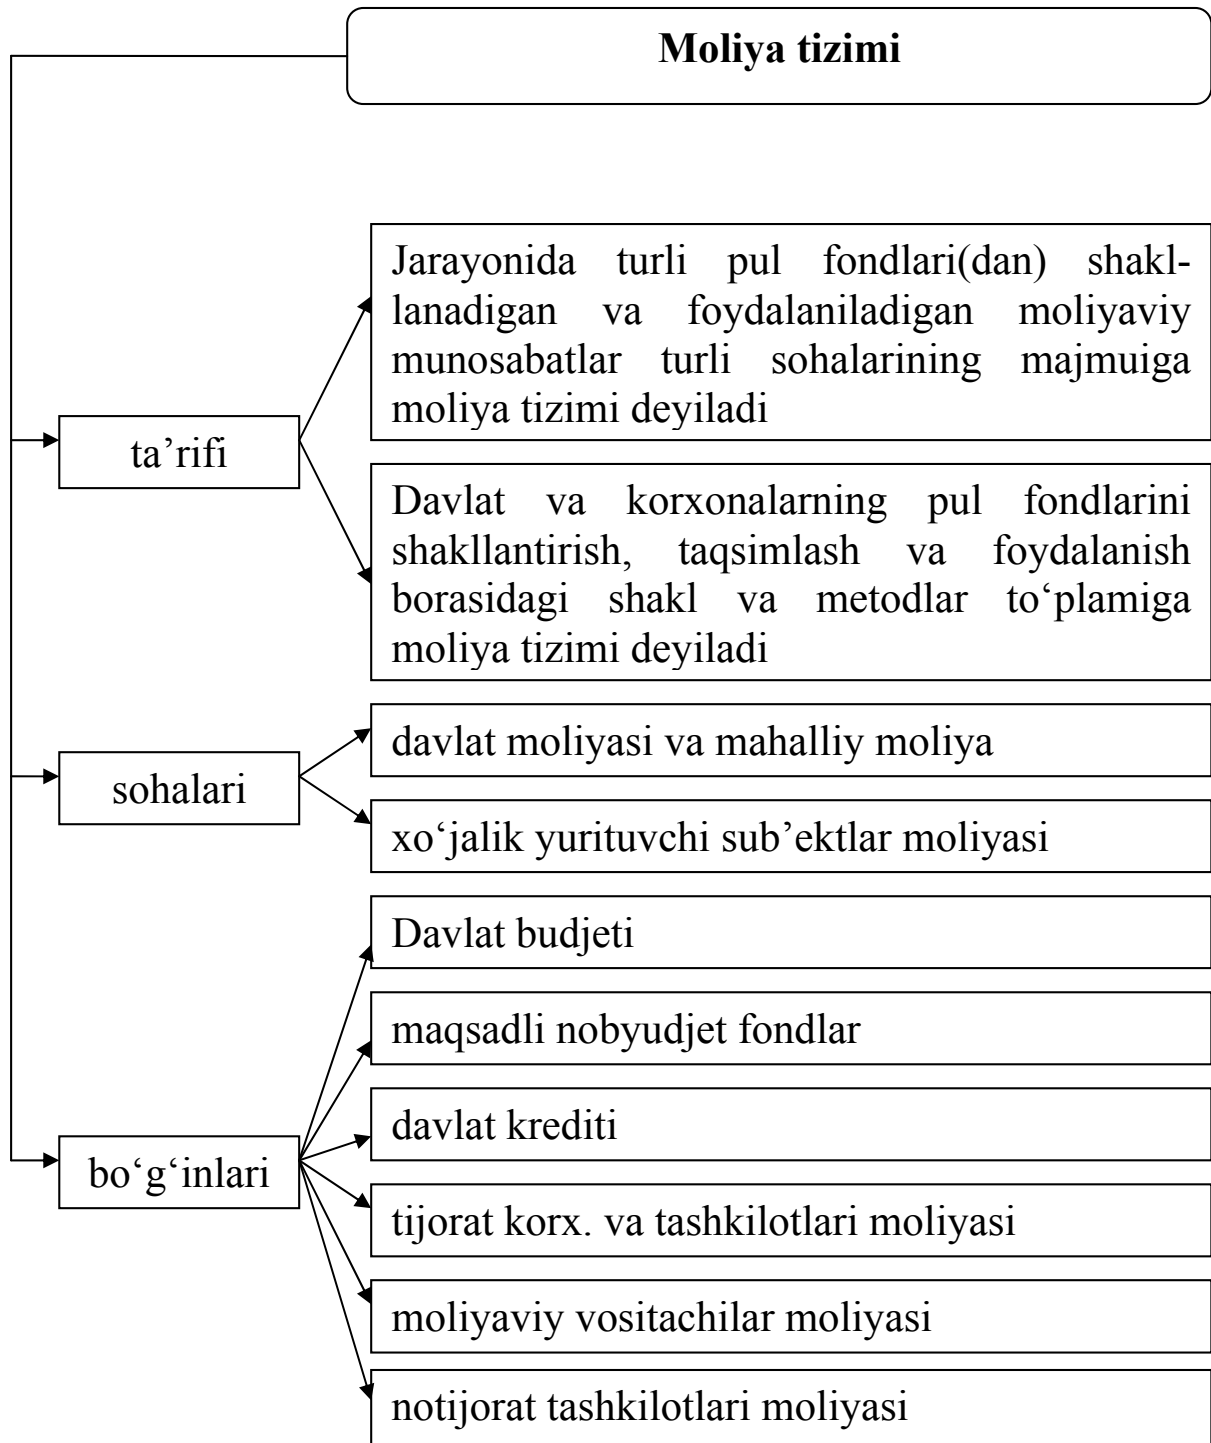 Moliya tizimi
Jarayonida turli pul fondlari(dan) shakl-
lanadigan va foydalaniladigan moliyaviy
munosabatlar turli sohalarining majmuiga
moliya tizimi deyiladi
ta’rifi
Davlat va korxonalarning pul fondlarini
shakllantirish, taqsimlash va foydalanish
borasidagi shakl va metodlar to‘plamiga
moliya tizimi deyiladi
davlat moliyasi va mahalliy moliya
sohalari
xo‘jalik yurituvchi sub’ektlar moliyasi
Davlat budjeti
maqsadli nobyudjet fondlar
davlat krediti
bo‘g‘inlari
tijorat korx. va tashkilotlari moliyasi
moliyaviy vositachilar moliyasi
notijorat tashkilotlari moliyasi